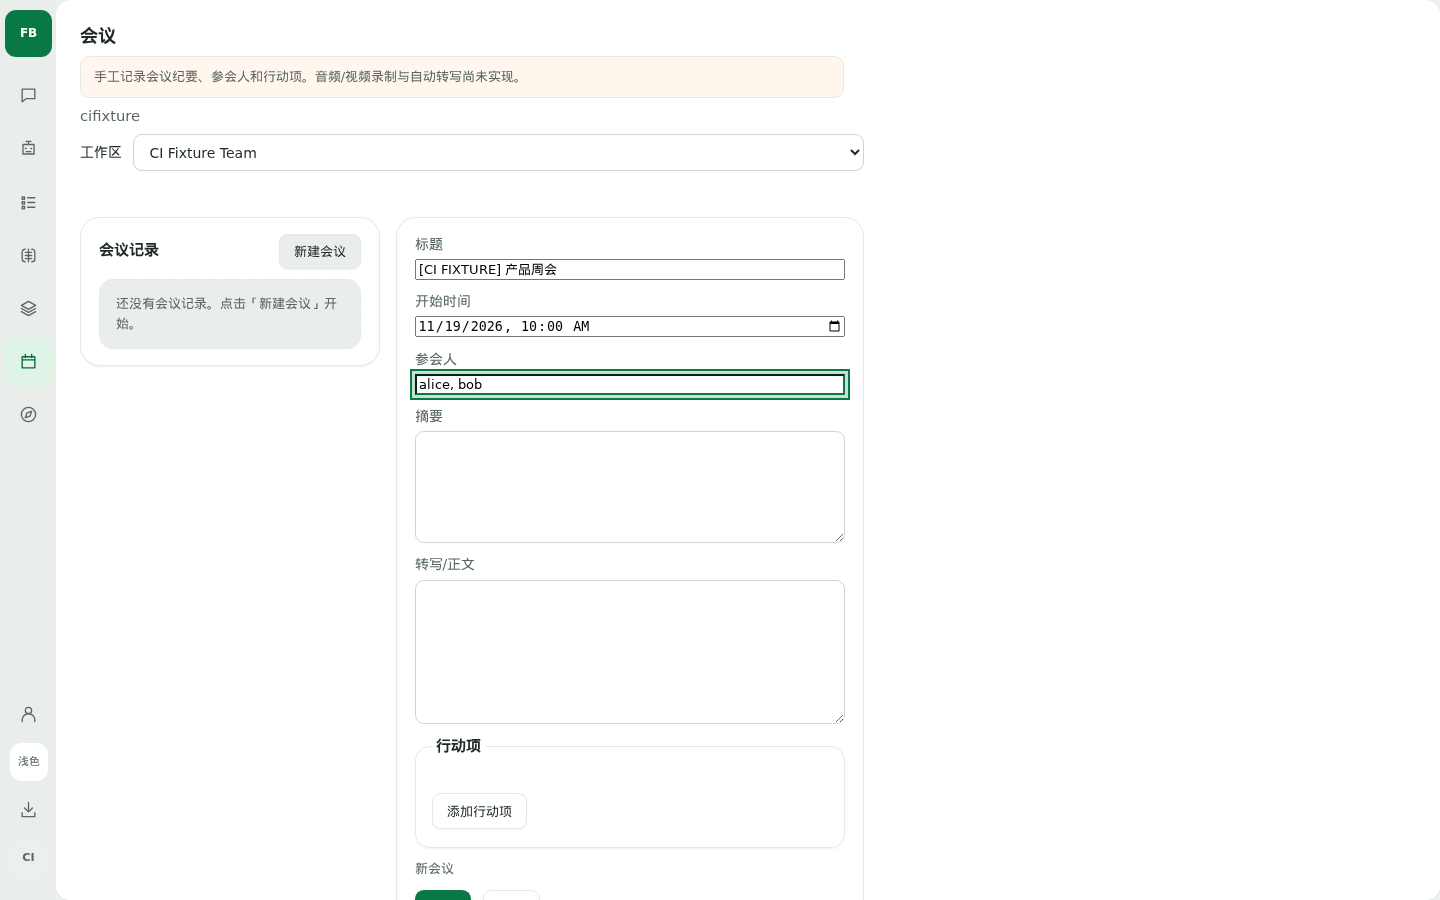 FB
会议
手工记录会议纪要、参会人和行动项。音频/视频录制与自动转写尚未实现。
cifixture
工作区
CI Fixture Team
会议记录
新建会议
还没有会议记录。点击「新建会议」开
始。
标题
[CI FIXTURE] 产品周会
开始时间
11/19/2026, 10:00 AM
参会人
alice, bob
摘要
转写/正文
行动项
添加行动项
新会议
浅色
CI